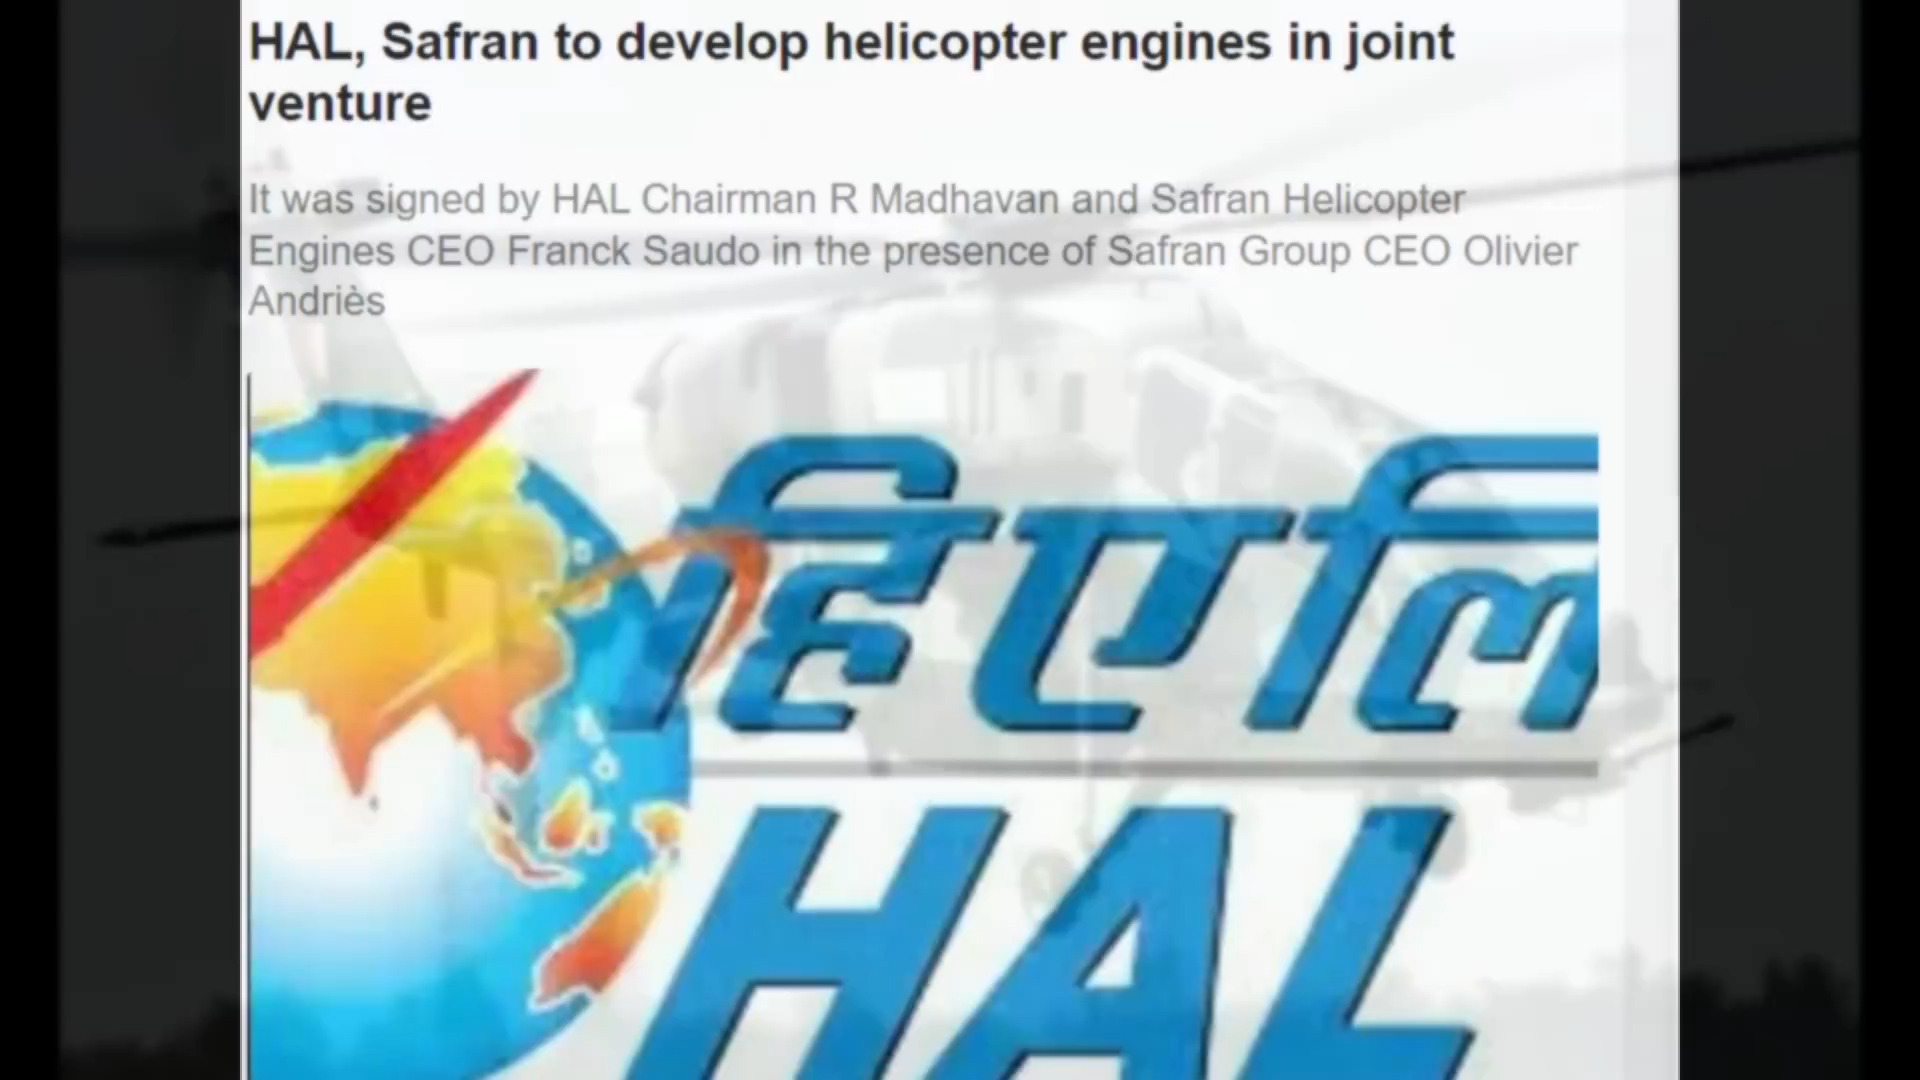 HAL, Safran to develop helicopter engines in joint
venture
It was signed by HAL Chairman R Madhavan and Safran Helicopter
Engines CEO Franck Saudo in the presence of Safran Group CEO Olivier
Andriès
हिएलि
HAL